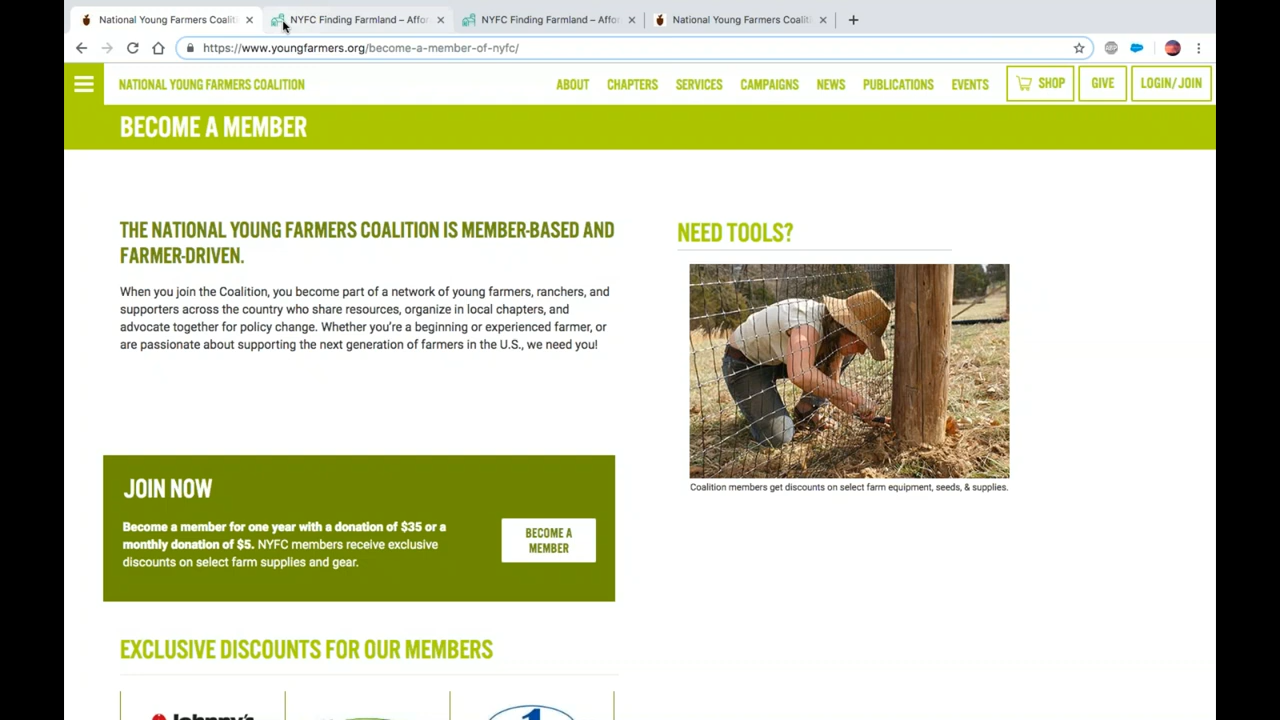 National Young Farmers Coaliti
NYFC Finding Farmland – Affor
NYFC Finding Farmland – Affor
National Young Farmers Coaliti
https://www.youngfarmers.org/become-a-member-of-nyfc/
ABP
NATIONAL YOUNG FARMERS COALITION
ABOUT
CHAPTERS
SERVICES
CAMPAIGNS
NEWS
PUBLICATIONS
EVENTS
SHOP
GIVE
LOGIN/JOIN
BECOME A MEMBER
THE NATIONAL YOUNG FARMERS COALITION IS MEMBER-BASED AND
FARMER-DRIVEN.
When you join the Coalition, you become part of a network of young farmers, ranchers, and
supporters across the country who share resources, organize in local chapters, and
advocate together for policy change. Whether you’re a beginning or experienced farmer, or
are passionate about supporting the next generation of farmers in the U.S., we need you!
NEED TOOLS?
Coalition members get discounts on select farm equipment, seeds, & supplies.
JOIN NOW
Become a member for one year with a donation of $35 or a
monthly donation of $5. NYFC members receive exclusive
discounts on select farm supplies and gear.
BECOME A
MEMBER
EXCLUSIVE DISCOUNTS FOR OUR MEMBERS
Johnny's
1